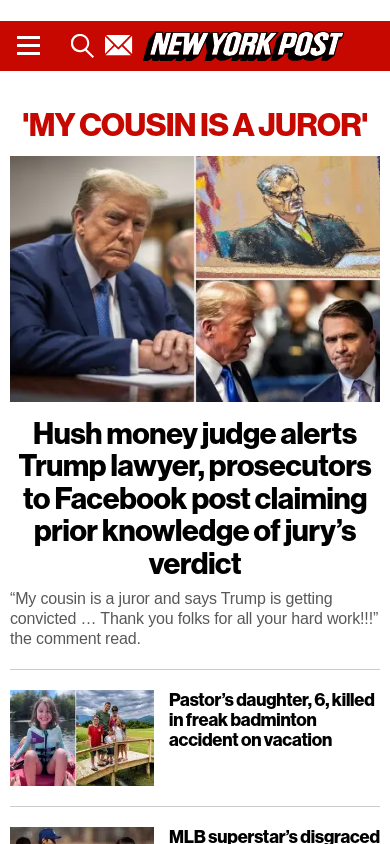 NEW YORK POST
'MY COUSIN IS A JUROR'
Hush money judge alerts
Trump lawyer, prosecutors
to Facebook post claiming
prior knowledge of jury’s
verdict
“My cousin is a juror and says Trump is getting
convicted … Thank you folks for all your hard work!!!”
the comment read.
Pastor’s daughter, 6, killed
in freak badminton
accident on vacation
MLB superstar’s disgraced